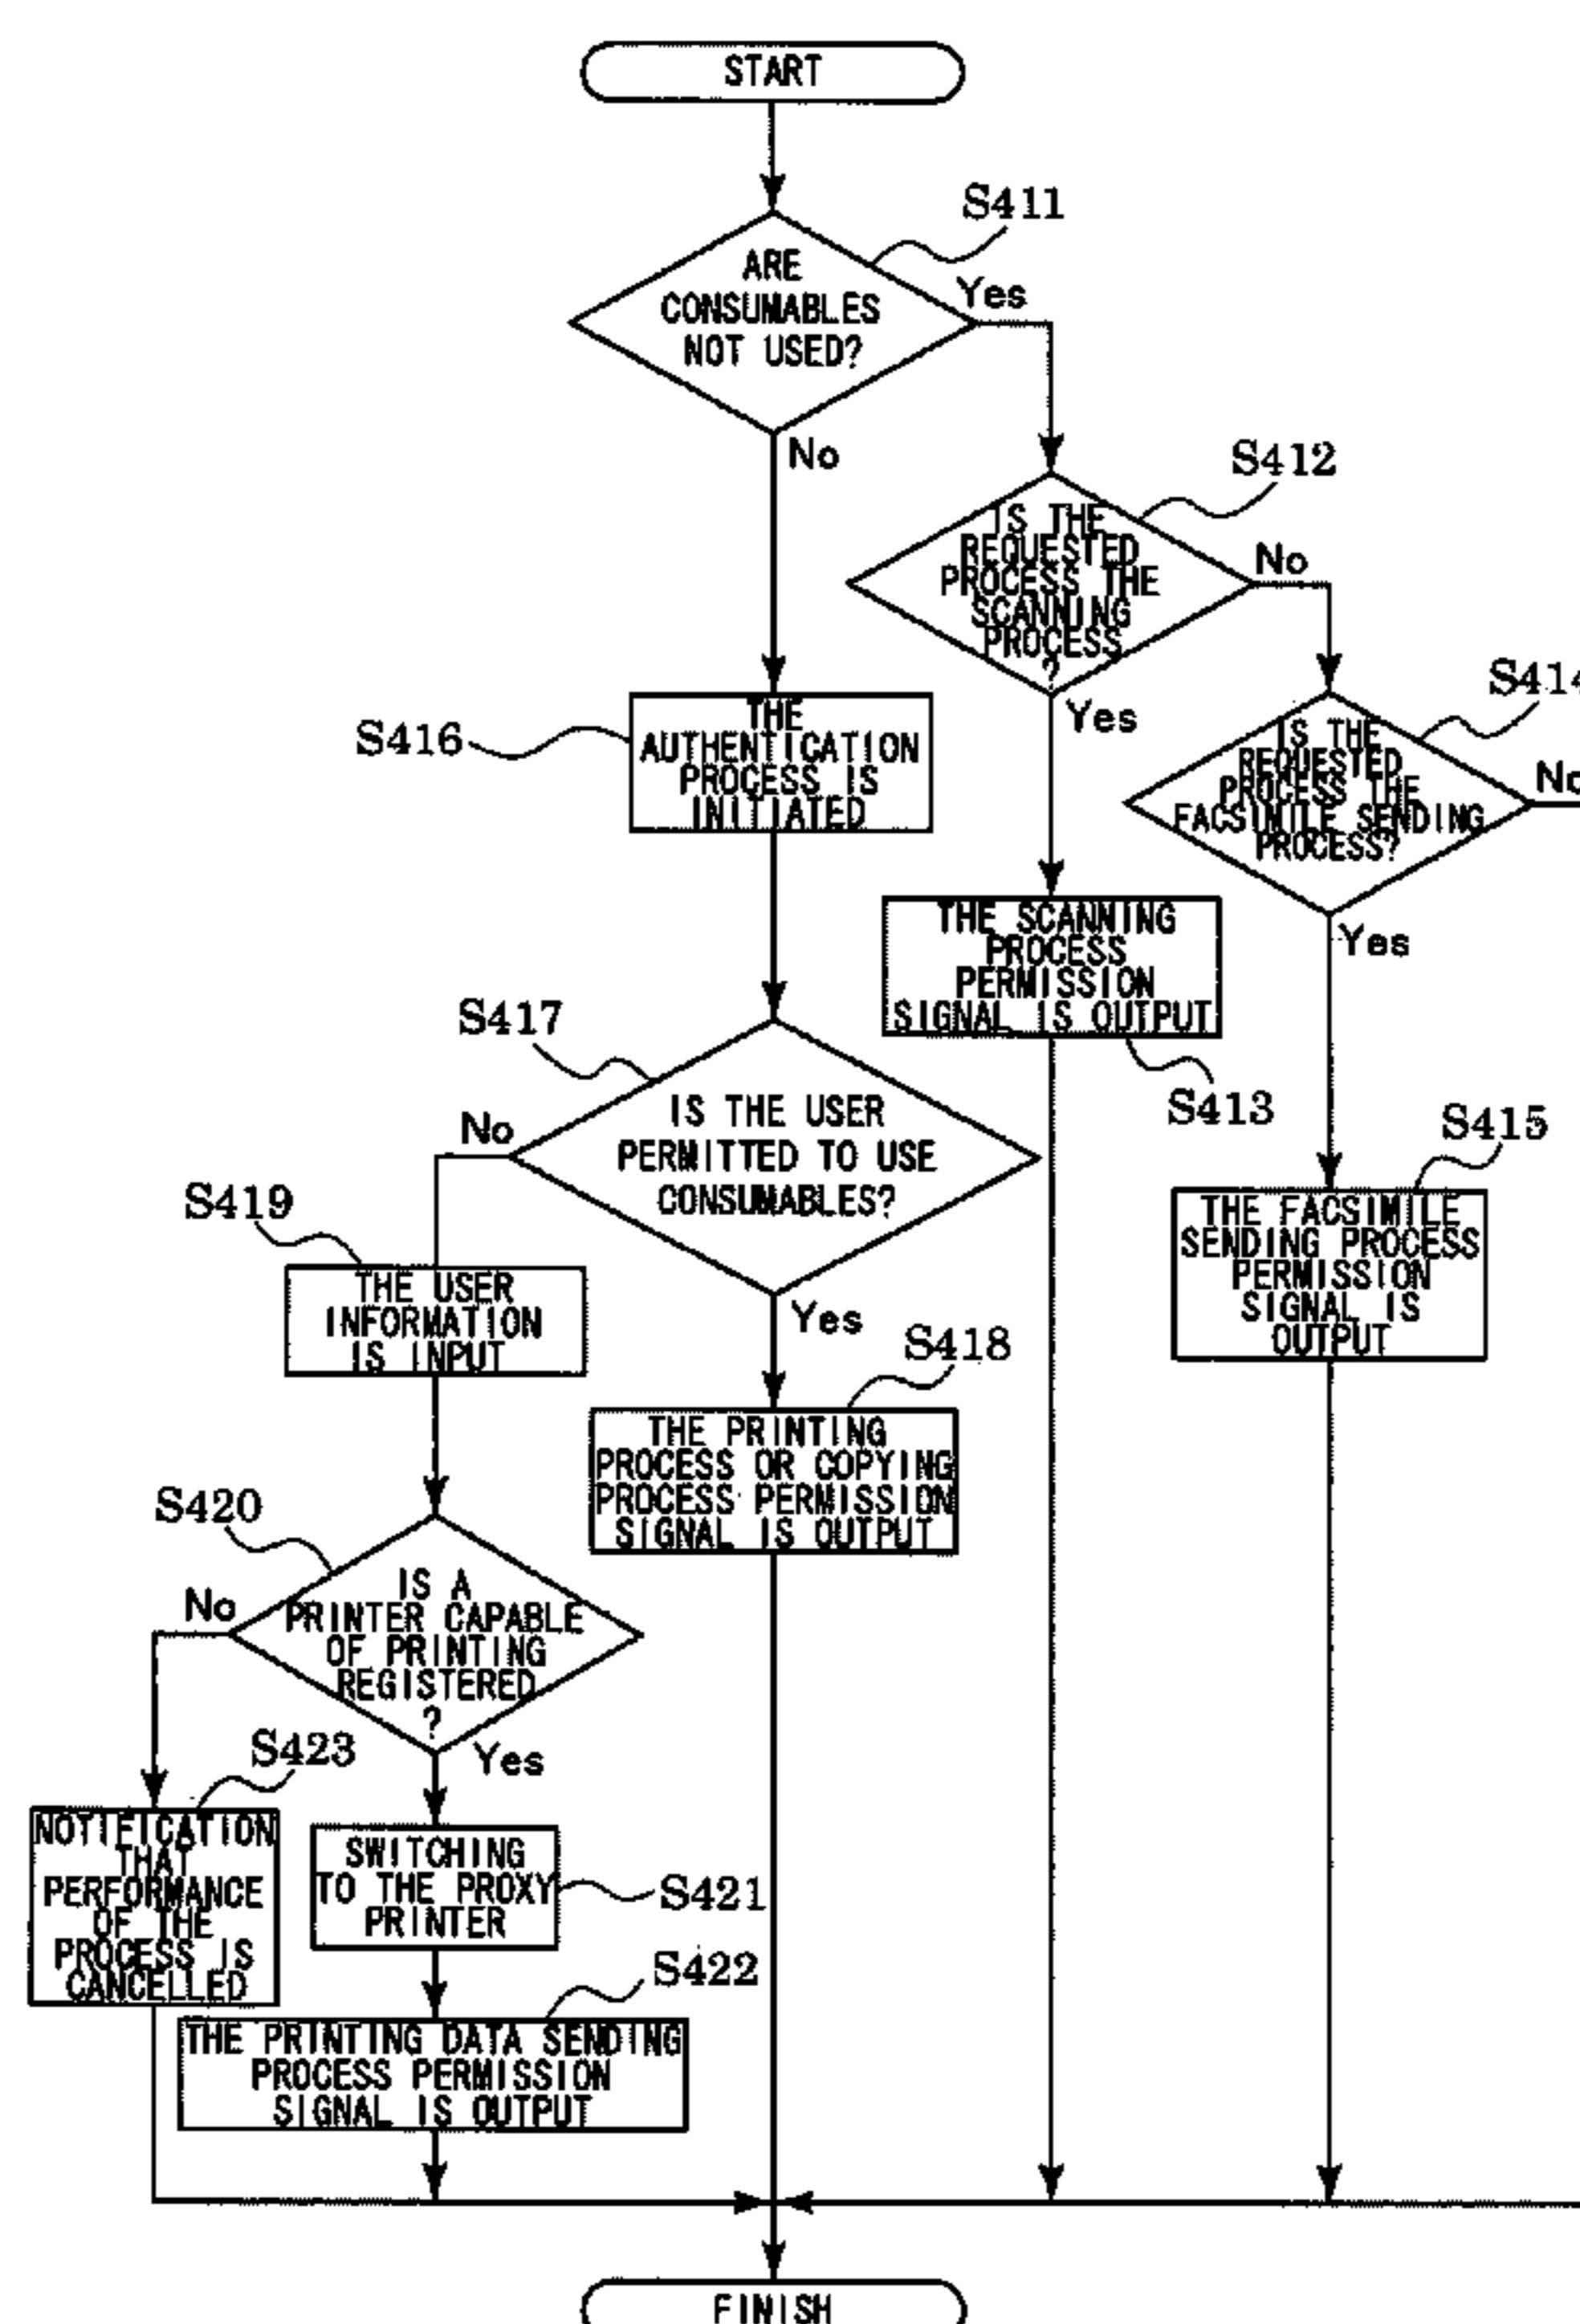 START
S411
ARE
CONSUMABLES
NOT USED?
Yes
No
S412
IS THE
REQUESTED
PROCESS THE
SCANNING
PROCESS
?
No
Yes
S414
IS THE
REQUESTED
PROCESS THE
FACSIMILE SENDING
PROCESS?
No
Yes
S416
THE
AUTHENTICATION
PROCESS IS
INITIATED
THE SCANNING
PROCESS
PERMISSION
SIGNAL IS OUTPUT
S413
S417
IS THE USER
PERMITTED TO USE
CONSUMABLES?
No
Yes
S415
THE FACSIMILE
SENDING PROCESS
PERMISSION
SIGNAL IS
OUTPUT
S419
THE USER
INFORMATION
IS INPUT
S418
THE PRINTING
PROCESS OR COPYING
PROCESS PERMISSION
SIGNAL IS OUTPUT
S420
IS A
PRINTER CAPABLE
OF PRINTING
REGISTERED
?
No
Yes
S423
NOTIFICATION
THAT
PERFORMANCE
OF THE
PROCESS IS
CANCELLED
SWITCHING
TO THE PROXY
PRINTER
S421
S422
THE PRINTING DATA SENDING
PROCESS PERMISSION
SIGNAL IS OUTPUT
FINISH